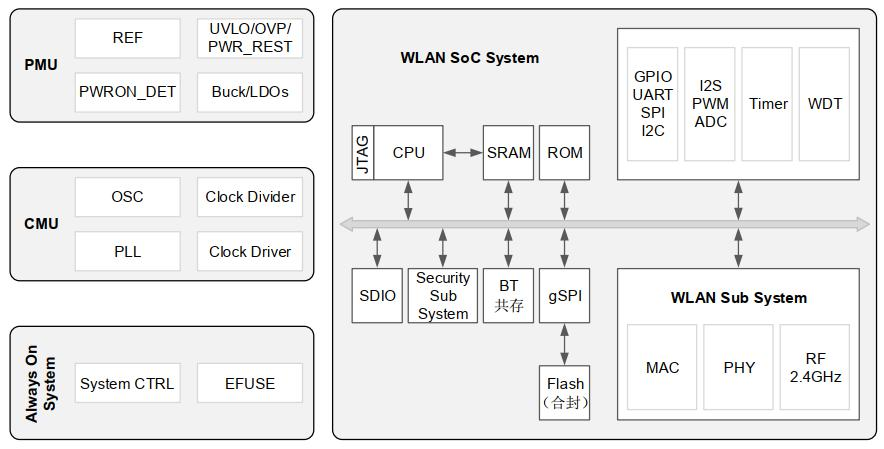 PMU
REF
UVLO/OVP/
PWR_REST
PWRON_DET
Buck/LDOs
CMU
OSC
Clock Divider
PLL
Clock Driver
Always On
System
System CTRL
EFUSE
WLAN SoC System
JTAG
CPU
SRAM
ROM
GPIO
UART
SPI
I2C
I2S
PWM
ADC
Timer
WDT
SDIO
Security
Sub
System
BT
共存
gSPI
Flash
（合封）
WLAN Sub System
MAC
PHY
RF
2.4GHz